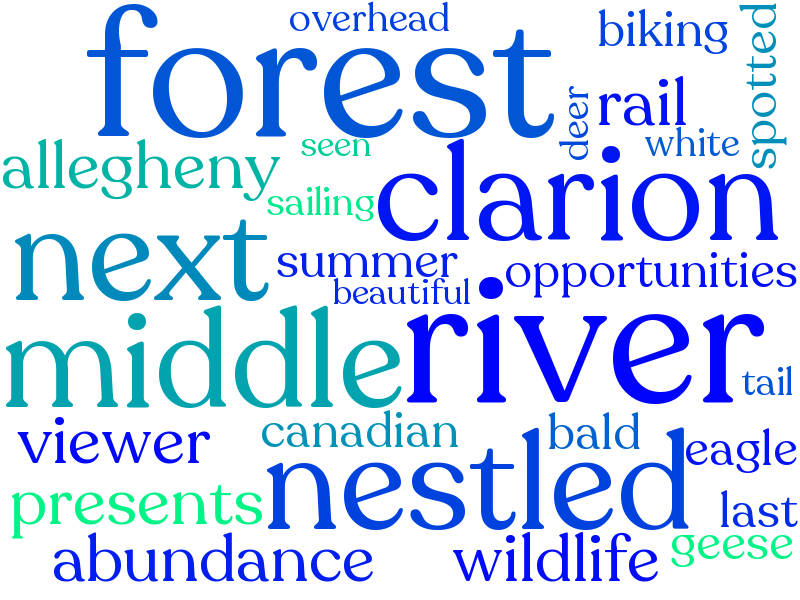 overhead
biking
spotted
forest
deer
rail
seen
white
allegheny
sailing
clarion
next
summer
opportunities
beautiful
middle
river
tail
viewer
canadian
bald
eagle
nestled
presents
last
abundance
wildlife
geese